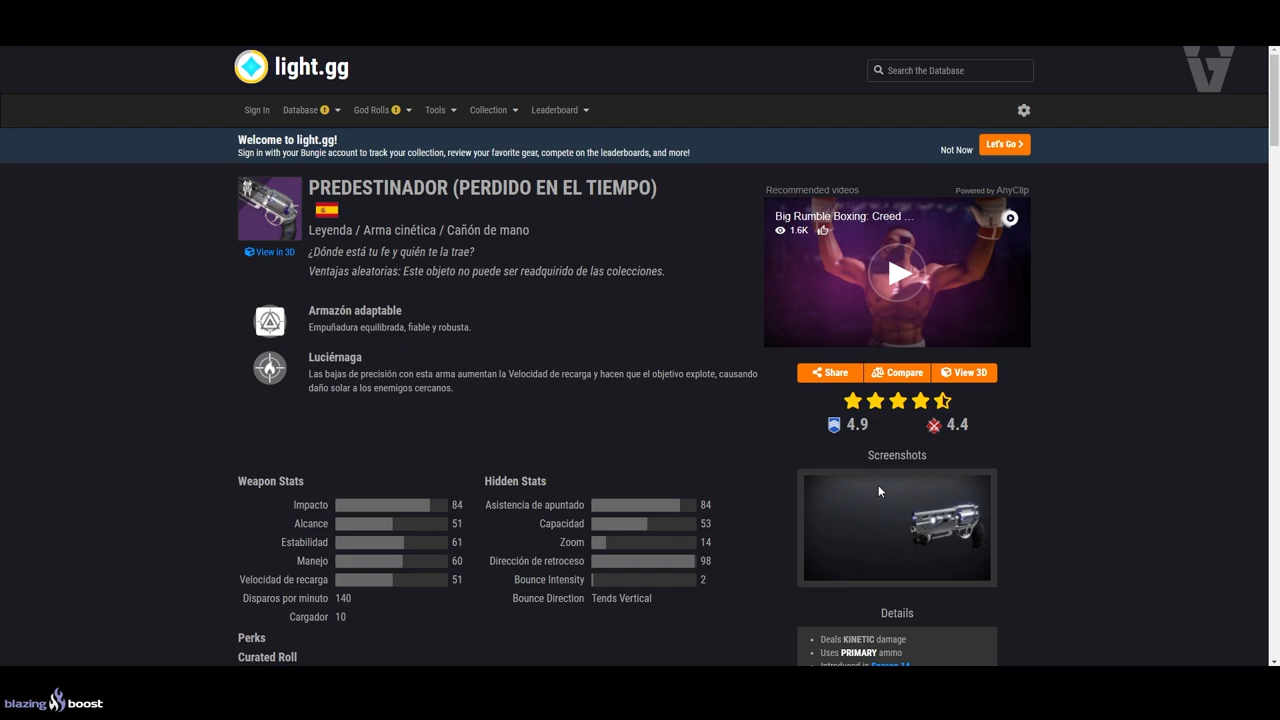 light.gg
Search the Database
Sign In Database ! God Rolls ! Tools Collection Leaderboard
Welcome to light.gg!
Sign in with your Bungie account to track your collection, review your favorite gear, compete on the leaderboards, and more!
Not Now
Let's Go
PREDESTINADOR (PERDIDO EN EL TIEMPO)
Leyenda / Arma cinética / Cañón de mano
View in 3D
¿Dónde está tu fe y quién te la trae?
Ventajas aleatorias: Este objeto no puede ser readquirido de las colecciones.
Armazón adaptable
Empuñadura equilibrada, fiable y robusta.
Luciérnaga
Las bajas de precisión con esta arma aumentan la Velocidad de recarga y hacen que el objetivo explote, causando
daño solar a los enemigos cercanos.
Weapon Stats
Impacto 84
Alcance 51
Estabilidad 61
Manejo 60
Velocidad de recarga 51
Disparos por minuto 140
Cargador 10
Hidden Stats
Asistencia de apuntado 84
Capacidad 53
Zoom 14
Dirección de retroceso 98
Bounce Intensity 2
Bounce Direction Tends Vertical
Perks
Curated Roll
Recommended videos
Powered by AnyClip
Big Rumble Boxing: Creed ...
1.6K
Share Compare View 3D
4.9 4.4
Screenshots
Details
Deals KINETIC damage
Uses PRIMARY ammo
Introduced in Season 14
blazing boost